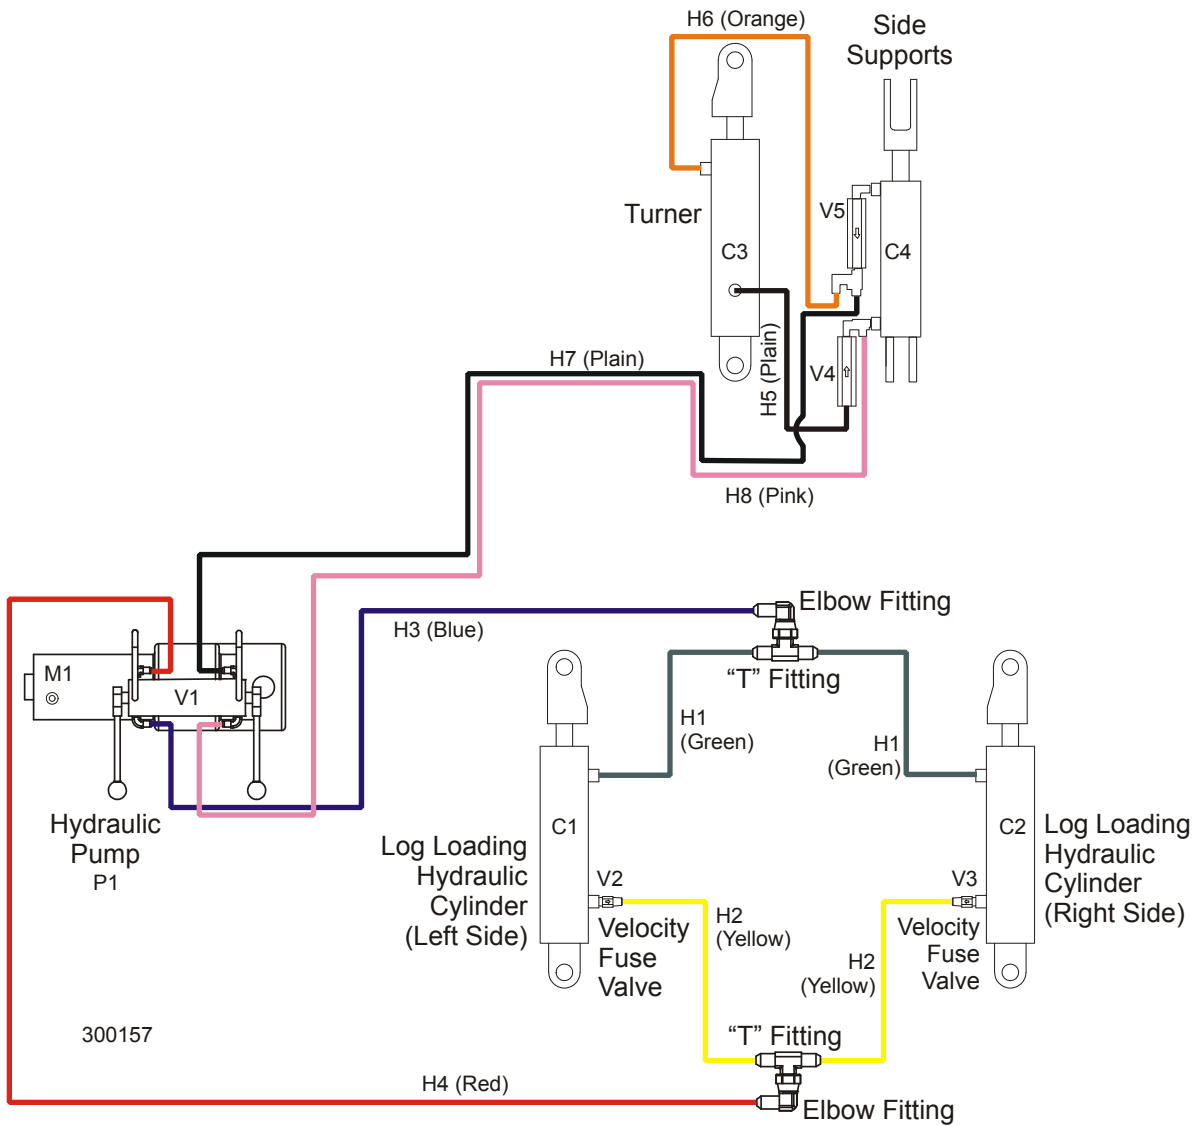 H6 (Orange)
Side
Supports
Turner
V5
C3
C4
H7 (Plain)
H5 (Plain)
V4
H8 (Pink)
Elbow Fitting
H3 (Blue)
"T" Fitting
M1
V1
H1
(Green)
H1
(Green)
Hydraulic
Pump
P1
C1
C2
Log Loading
Hydraulic
Cylinder
(Left Side)
Log Loading
Hydraulic
Cylinder
(Right Side)
V2
Velocity
Fuse
Valve
H2
(Yellow)
V3
Velocity
Fuse
Valve
H2
(Yellow)
300157
"T" Fitting
H4 (Red)
Elbow Fitting